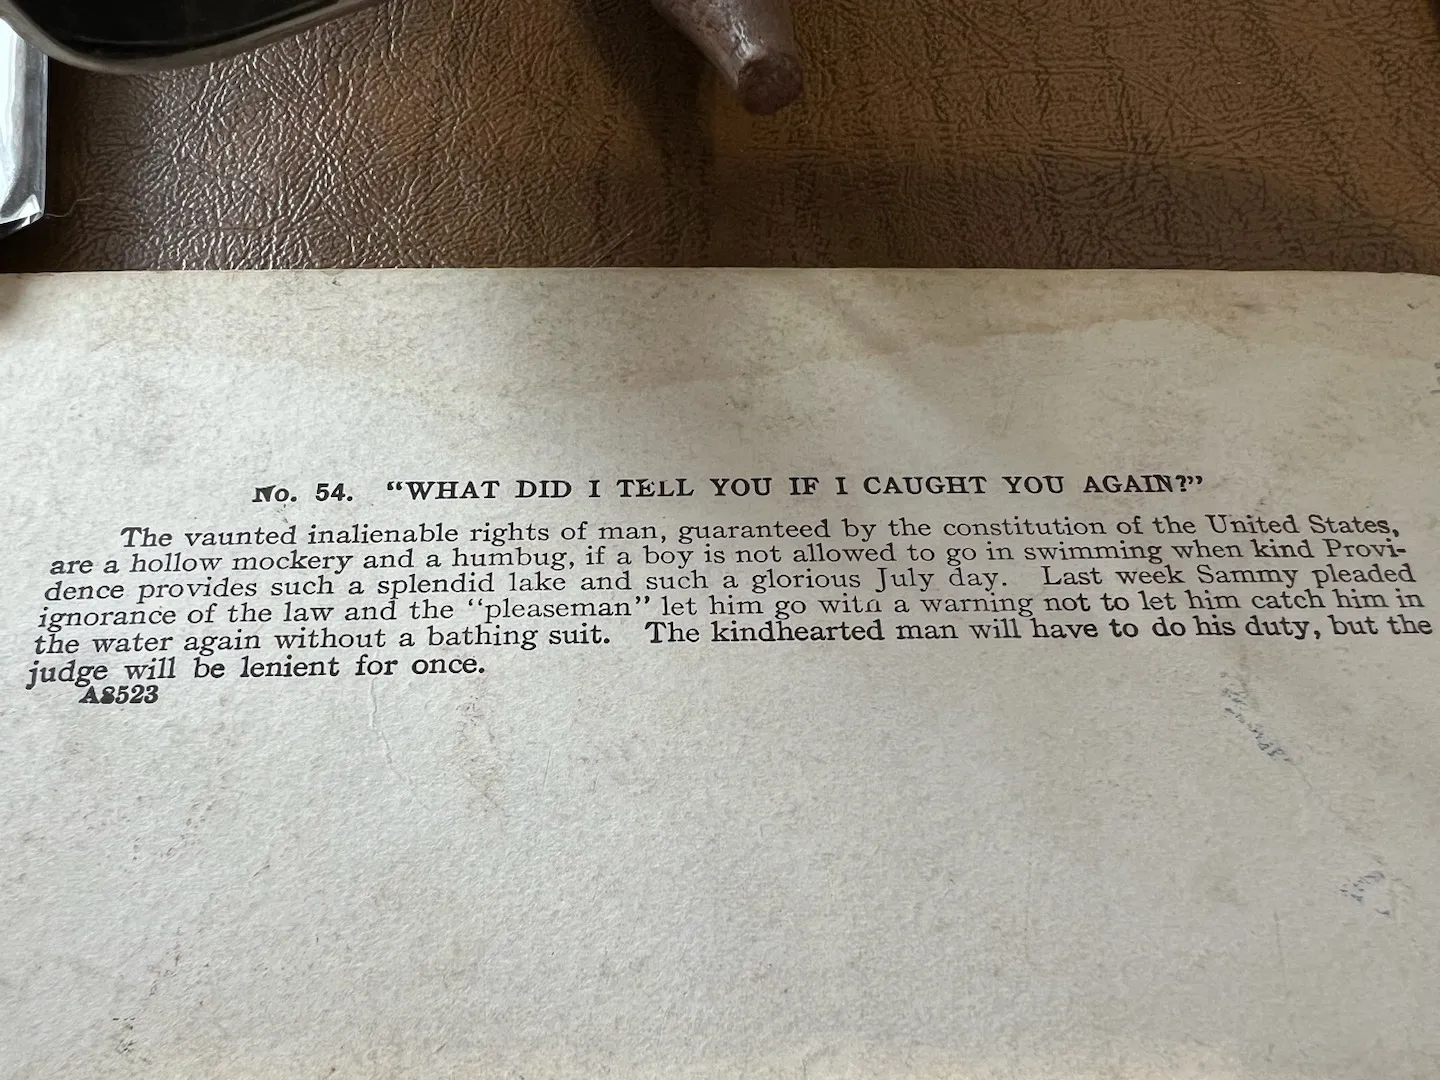 No. 54. “WHAT DID I TELL YOU IF I CAUGHT YOU AGAIN?”
The vaunted inalienable rights of man, guaranteed by the constitution of the United States,
are a hollow mockery and a humbug, if a boy is not allowed to go in swimming when kind Provi-
dence provides such a splendid lake and such a glorious July day. Last week Sammy pleaded
ignorance of the law and the “pleaseman” let him go with a warning not to let him catch him in
the water again without a bathing suit. The kindhearted man will have to do his duty, but the
judge will be lenient for once.
A8523